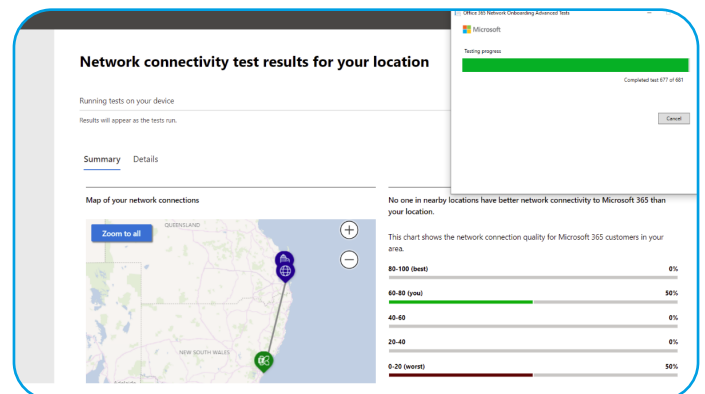 Office 365 Network Onboarding Advanced Tests
Microsoft
Testing progress
Completed test 677 of 681
Cancel
Network connectivity test results for your location
Running tests on your device
Results will appear as the tests run.
Summary Details
Map of your network connections
Zoom to all
QUEENSLAND
NEW SOUTH WALES
No one in nearby locations have better network connectivity to Microsoft 365 than
your location.
This chart shows the network connection quality for Microsoft 365 customers in your
area.
80-100 (best) 0%
60-80 (you) 50%
40-60 0%
20-40 0%
0-20 (worst) 50%